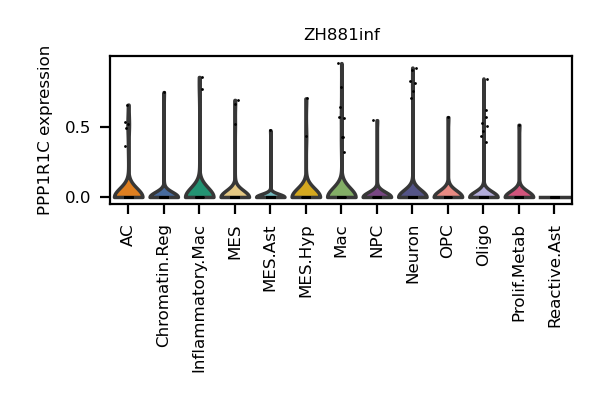 ZH881inf
PPP1R1C expression
0.5
0.0
AC
Chromatin.Reg
Inflammatory.Mac
MES
MES.Ast
MES.Hyp
Mac
NPC
Neuron
OPC
Oligo
Prolif.Metab
Reactive.Ast